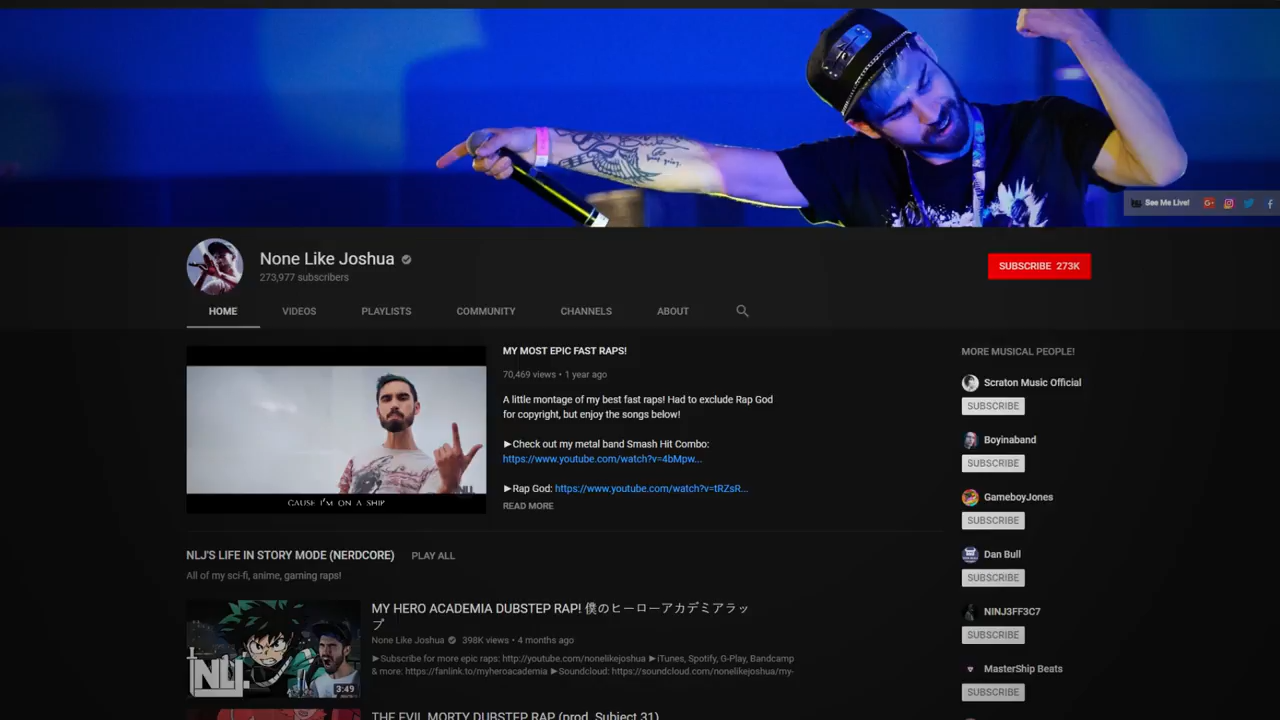 See Me Live!
None Like Joshua
273,977 subscribers
SUBSCRIBE 273K
HOME VIDEOS PLAYLISTS COMMUNITY CHANNELS ABOUT
MY MOST EPIC FAST RAPS!
70,469 views • 1 year ago
A little montage of my best fast raps! Had to exclude Rap God
for copyright, but enjoy the songs below!
►Check out my metal band Smash Hit Combo:
https://www.youtube.com/watch?v=4bMpw...
►Rap God: https://www.youtube.com/watch?v=tRZsR...
READ MORE
CAUSE I'M ON A SHIP
MORE MUSICAL PEOPLE!
Scraton Music Official
SUBSCRIBE
Boyinaband
SUBSCRIBE
GameboyJones
SUBSCRIBE
Dan Bull
SUBSCRIBE
NINJ3FF3C7
SUBSCRIBE
MasterShip Beats
SUBSCRIBE
NLJ'S LIFE IN STORY MODE (NERDCORE) PLAY ALL
All of my sci-fi, anime, gaming raps!
NLJ.
3:49
MY HERO ACADEMIA DUBSTEP RAP! 僕のヒーローアカデミアラッ
プ
None Like Joshua 398K views • 4 months ago
►Subscribe for more epic raps: http://youtube.com/nonelikejoshua ►iTunes, Spotify, G-Play, Bandcamp
& more: https://fanlink.to/myheroacademia ►Soundcloud: https://soundcloud.com/nonelikejoshua/my-
THE EVIL MORTY DUBSTEP RAP (prod. Subject 31)